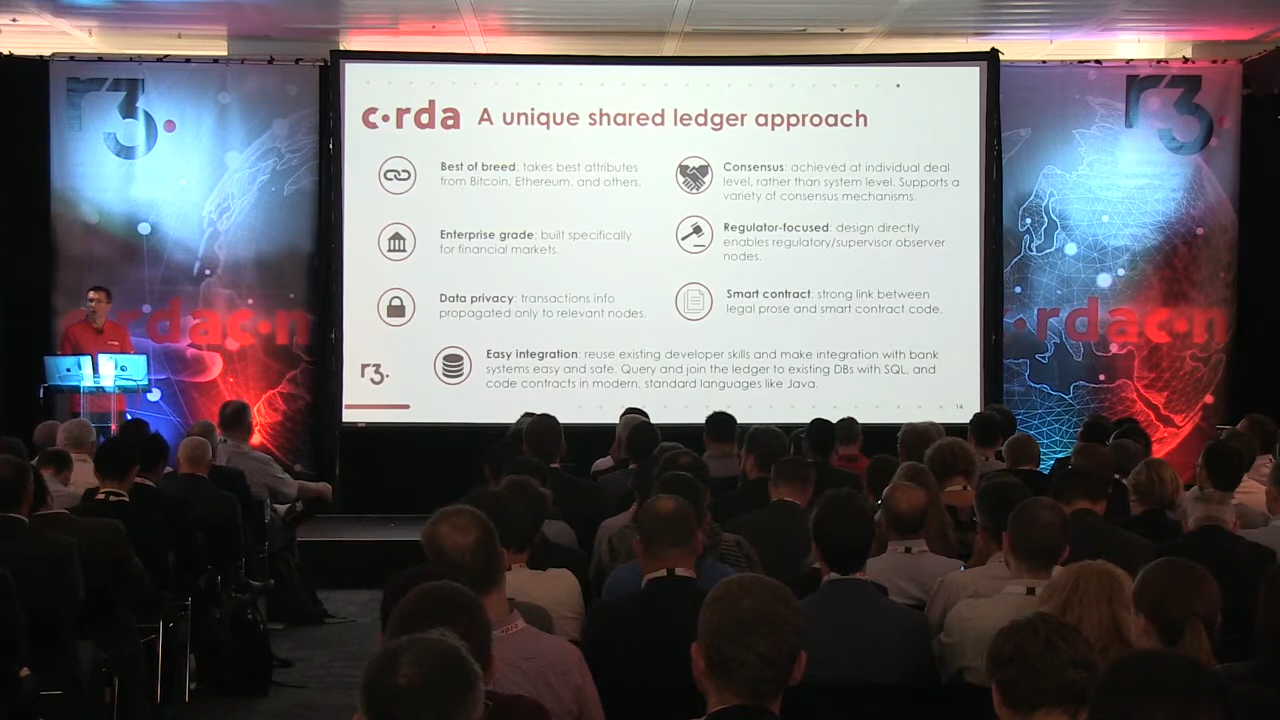 r3.
r3
c•rda A unique shared ledger approach
Best of breed: takes best attributes
from Bitcoin, Ethereum, and others.
Consensus: achieved at individual deal
level, rather than system level. Supports a
variety of consensus mechanisms.
Enterprise grade: built specifically
for financial markets.
Regulator-focused: design directly
enables regulatory/supervisor observer
nodes.
Data privacy: transactions into
propagated only to relevant nodes.
Smart contract: strong link between
legal prose and smart contract code.
Easy integration: reuse existing developer skills and make integration with bank
systems easy and safe. Query and join the ledger to existing DBs with SQL, and
code contracts in modern, standard languages like Java.
r3.
14
rdac•n
•rdac•n